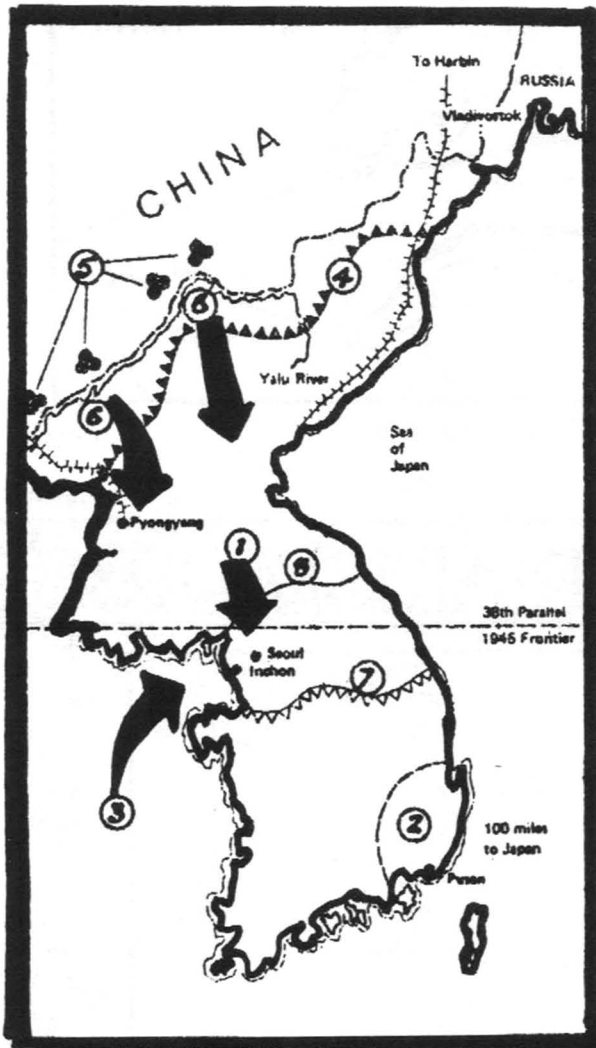 To Harbin
RUSSIA
Vladivostok
CHINA
5
6
4
Yalu River
6
Sea
of
Japan
Pyongyang
1
8
38th Parallel
1945 Frontier
Seoul
Inchon
7
3
2
100 miles
to Japan
Pusan